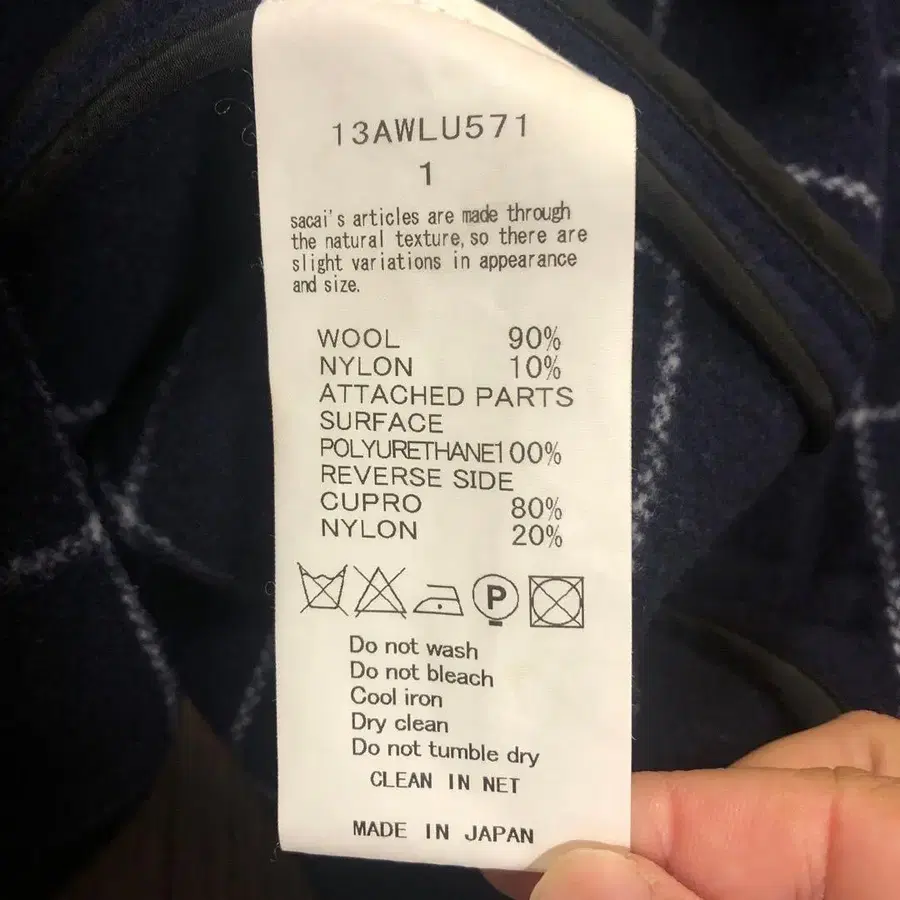 13AWLU571
1
sacai's articles are made through
the natural texture, so there are
slight variations in appearance
and size.
WOOL 90%
NYLON 10%
ATTACHED PARTS
SURFACE
POLYURETHANE100%
REVERSE SIDE
CUPRO 80%
NYLON 20%
P
Do not wash
Do not bleach
Cool iron
Dry clean
Do not tumble dry
CLEAN IN NET
MADE IN JAPAN